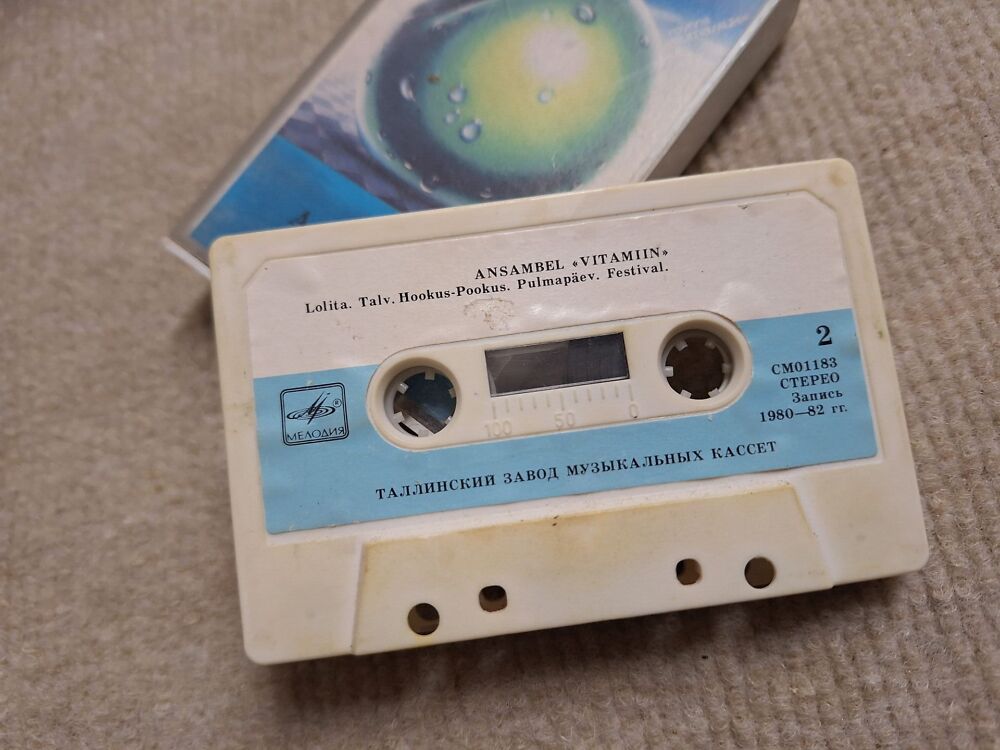 ANSAMBEL «VITAMIIN»
Lolita. Talv. Hookus-Pookus. Pulmapäev. Festival.
2
СМ01183
СТЕРЕО
Запись
1980—82 гг.
®
МЕЛОДИЯ
100 50 0
ТАЛЛИНСКИЙ ЗАВОД МУЗЫКАЛЬНЫХ КАССЕТ